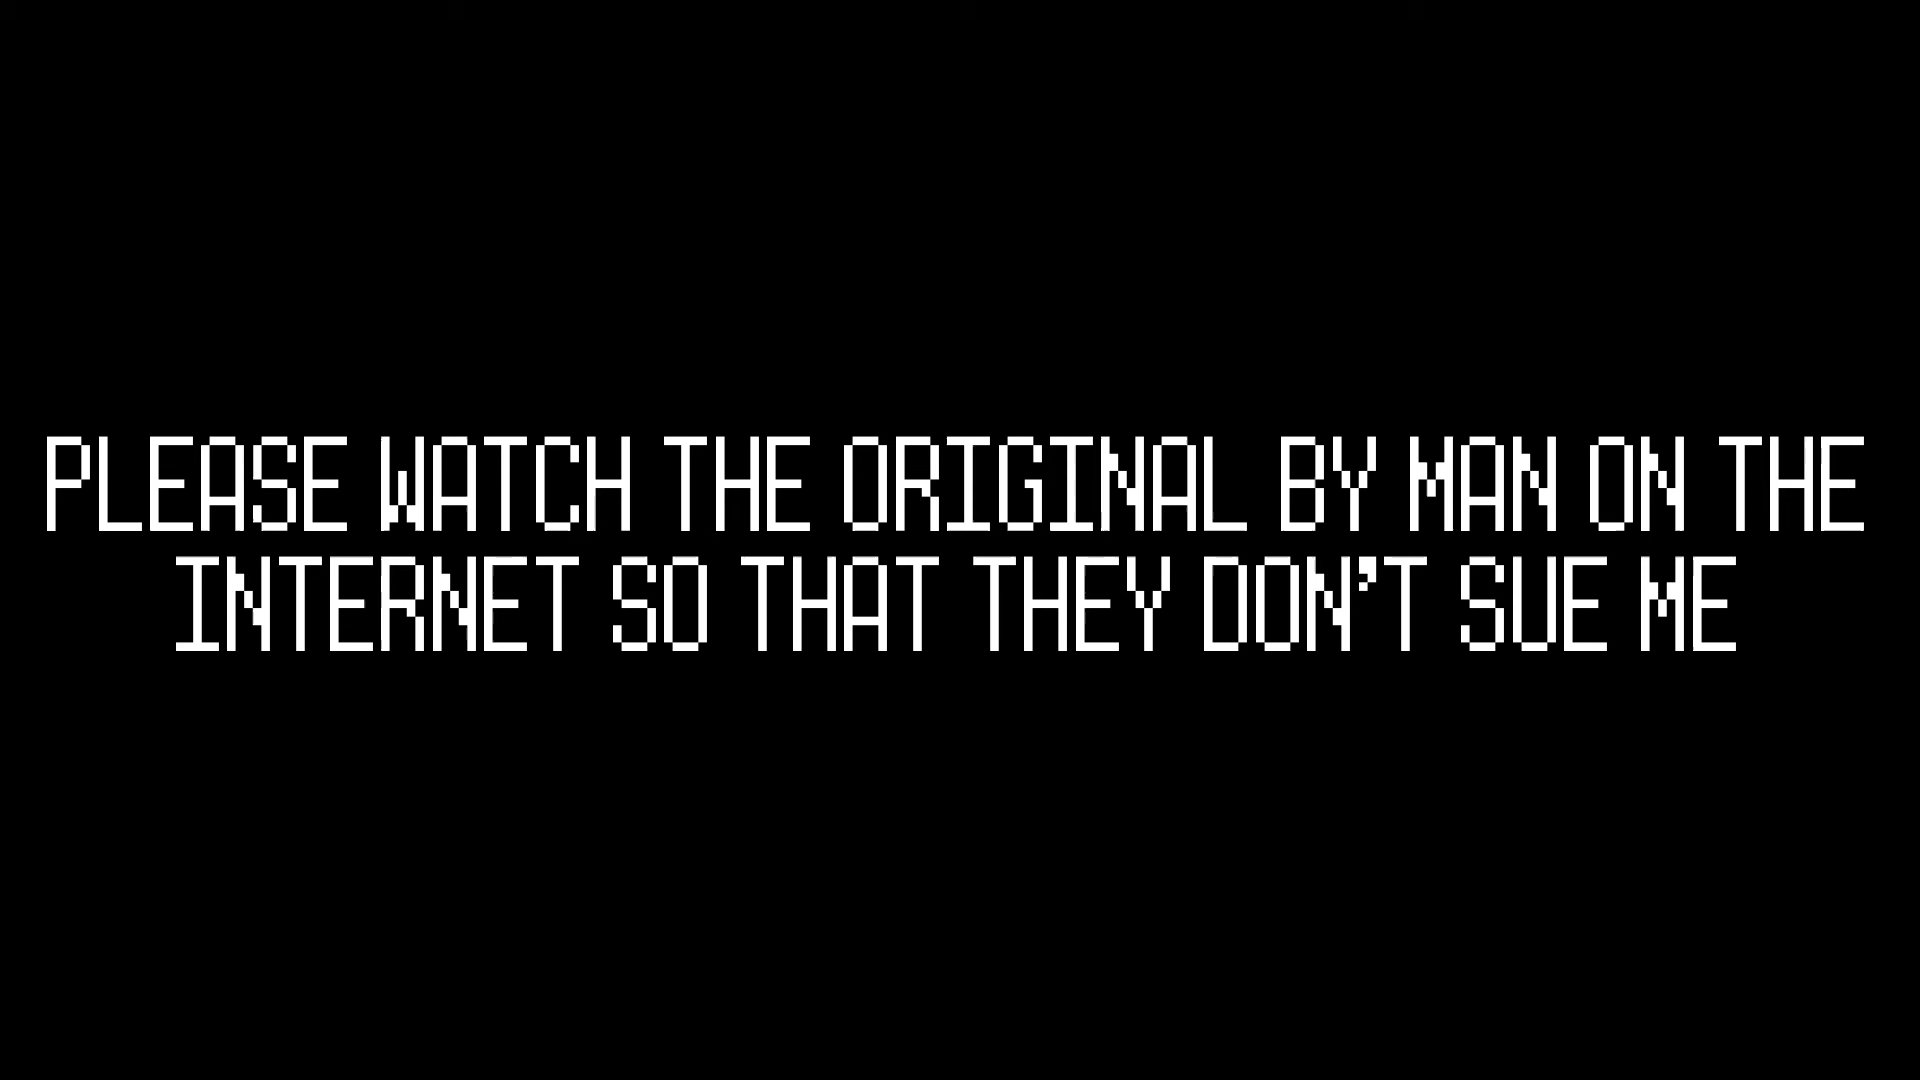 PLEASE WATCH THE ORIGINAL BY MAN ON THE
INTERNET SO THAT THEY DON'T SUE ME